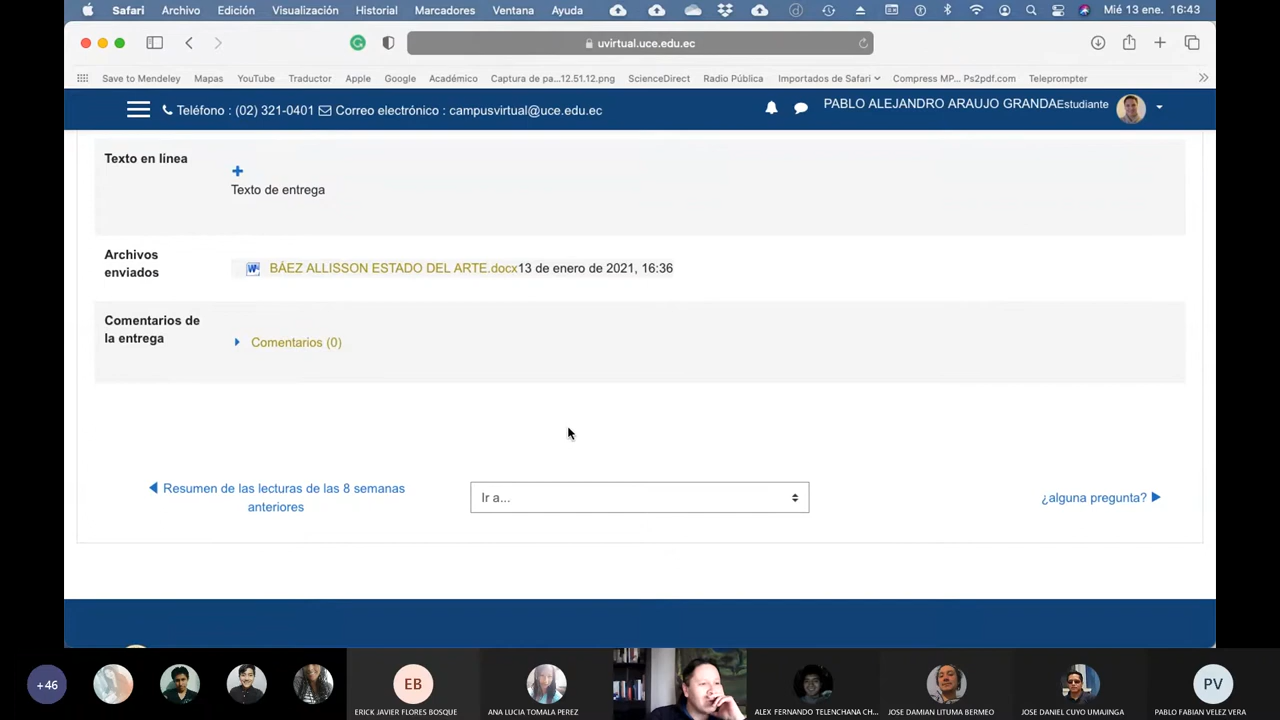 Safari Archivo Edición Visualización Historial Marcadores Ventana Ayuda Mié 13 ene. 16:43
uvirtual.uce.edu.ec
Save to Mendeley Mapas YouTube Traductor Apple Google Académico Captura de pa...12.51.12.png ScienceDirect Radio Pública Importados de Safari Compress MP... Ps2pdf.com Teleprompter
Teléfono : (02) 321-0401 Correo electrónico : campusvirtual@uce.edu.ec PABLO ALEJANDRO ARAUJO GRANDAEstudiante
Texto en línea
Texto de entrega
Archivos
enviados
BÁEZ ALLISSON ESTADO DEL ARTE.docx13 de enero de 2021, 16:36
Comentarios de
la entrega
Comentarios (0)
Resumen de las lecturas de las 8 semanas
anteriores
Ir a...
¿alguna pregunta?
+46 EB PV
ERICK JAVIER FLORES BOSQUE ANA LUCIA TOMALA PEREZ ALEX FERNANDO TELENCHANA CH... JOSE DAMIAN LITUMA BERMEO JOSE DANIEL CUYO UMAJINGA PABLO FABIAN VELEZ VERA